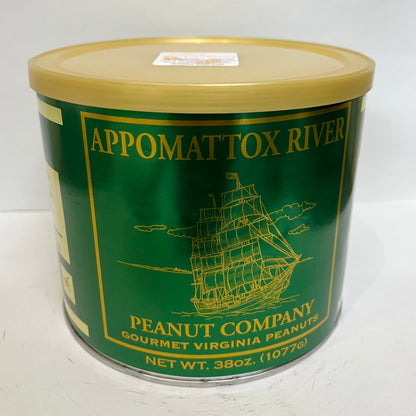 APPOMATTOX RIVER
PEANUT COMPANY
GOURMET VIRGINIA PEANUTS
NET WT. 38oz. (1077G)